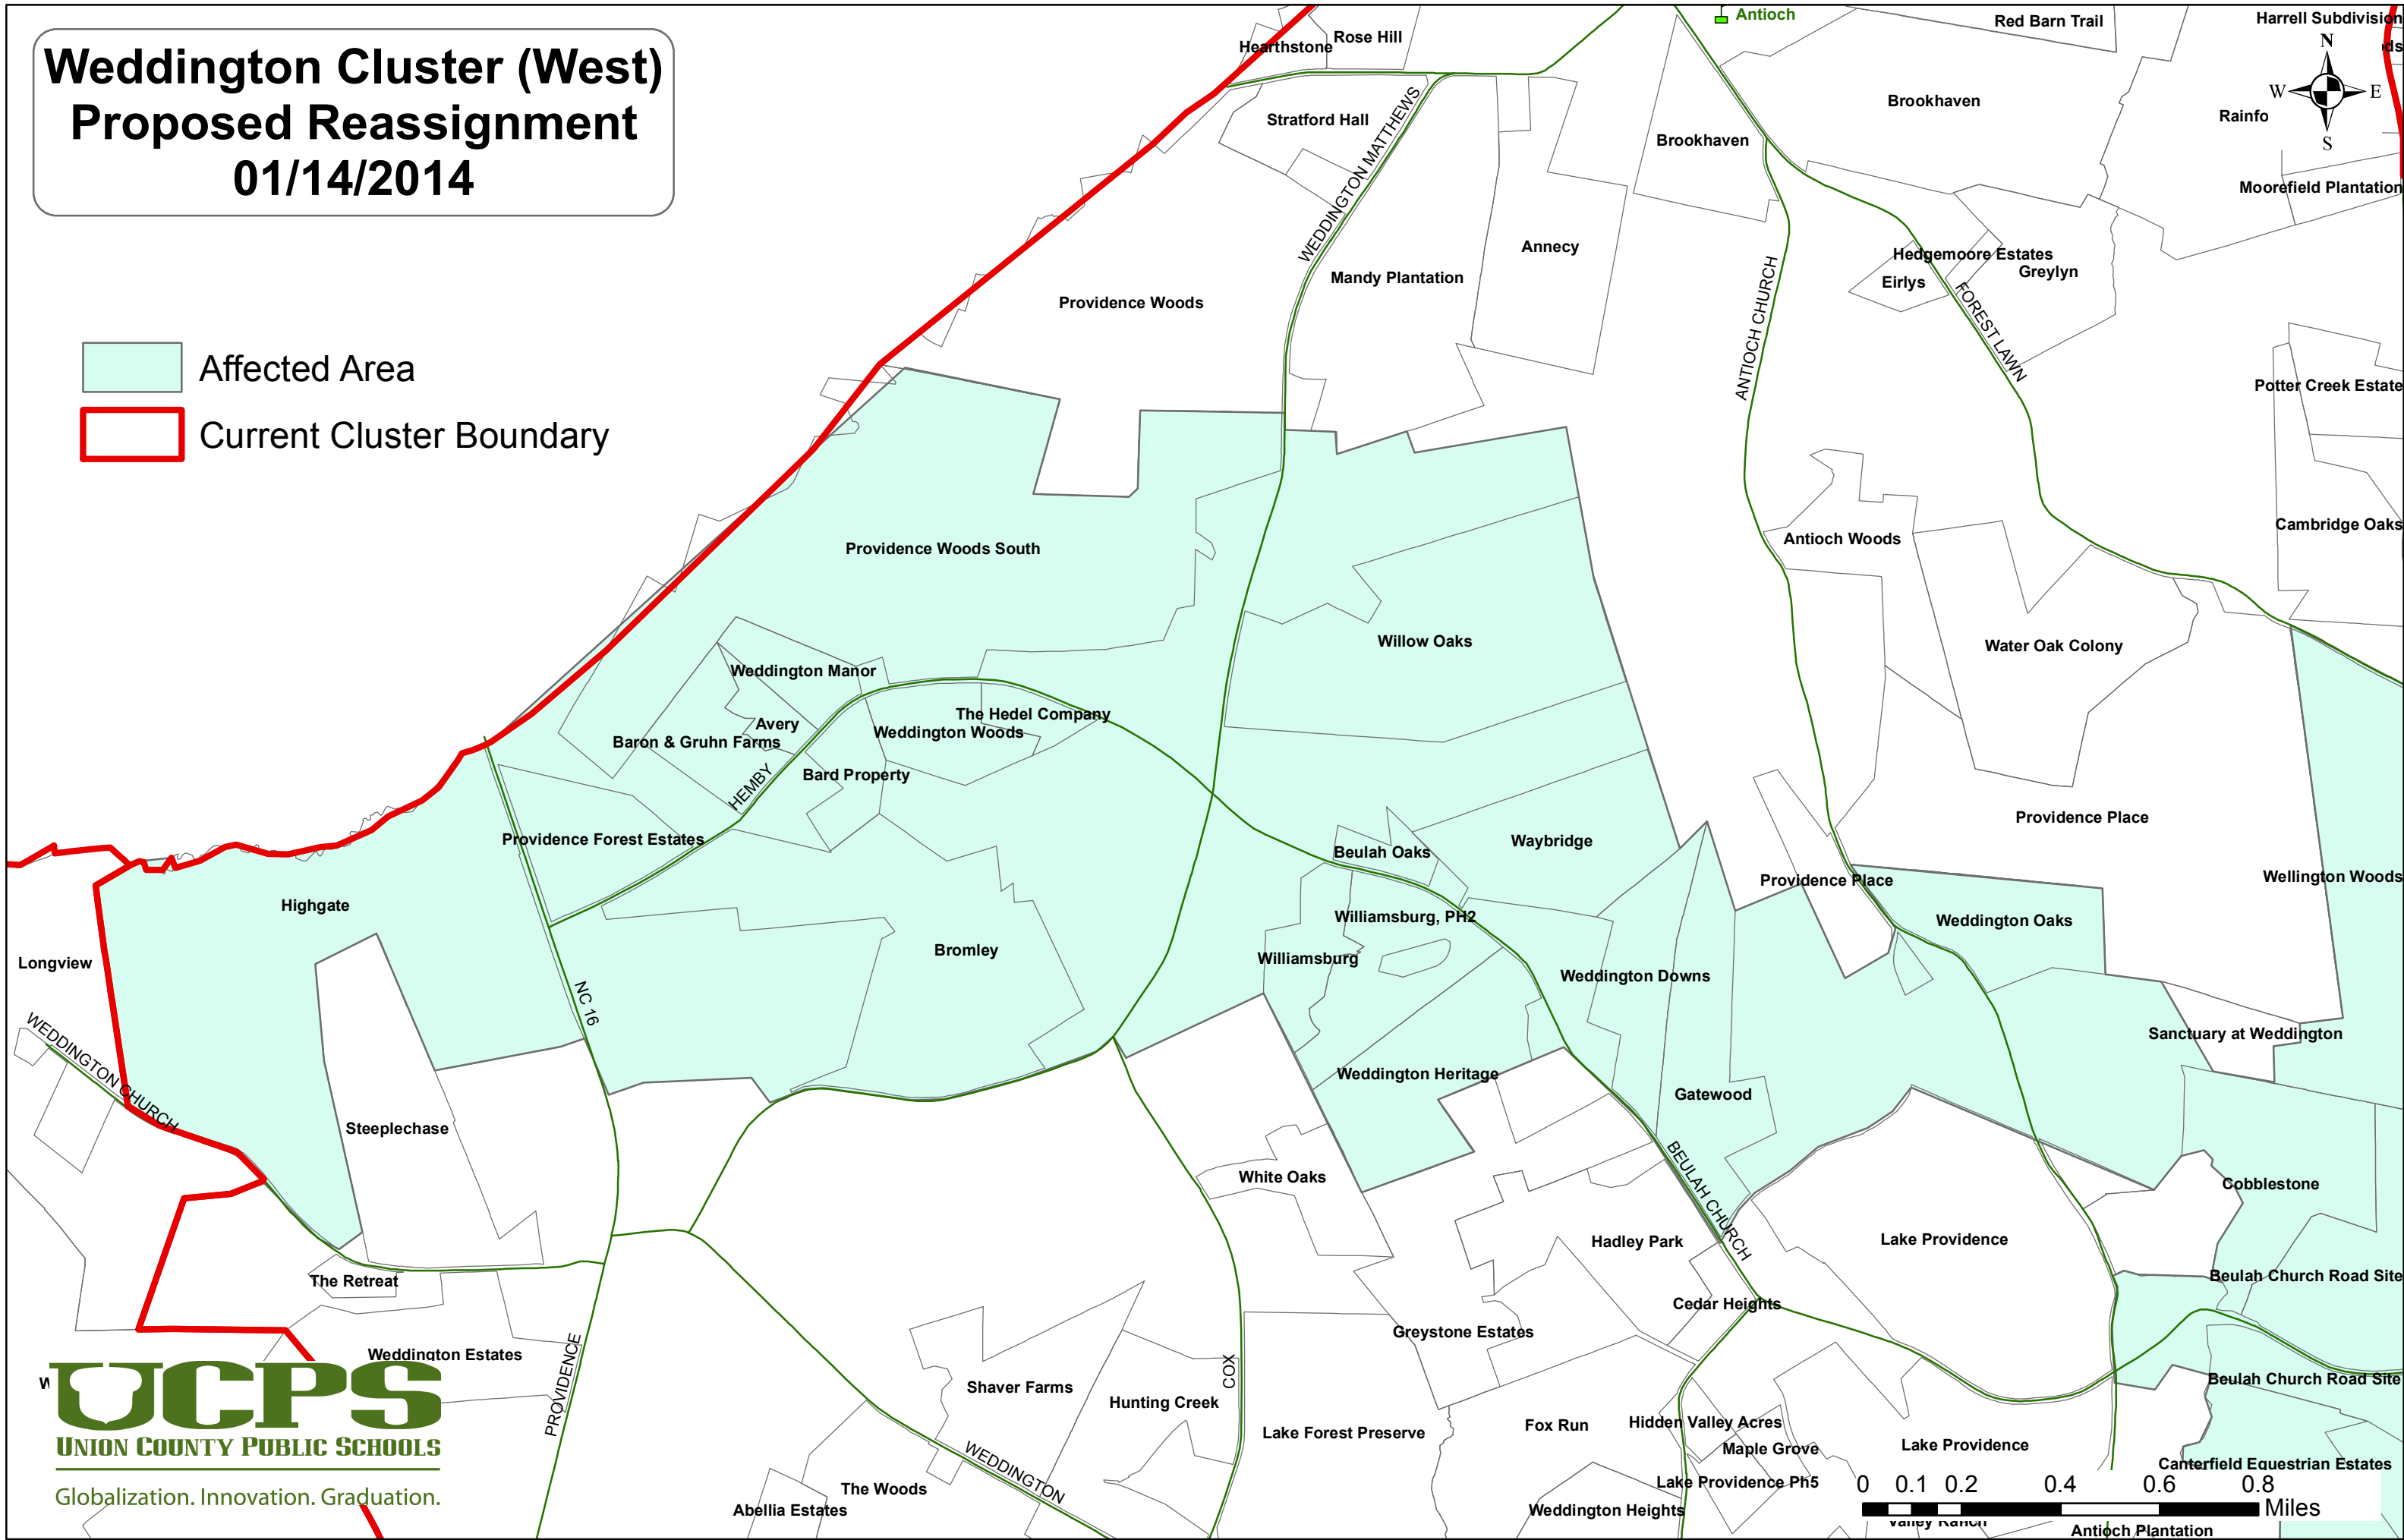 Weddington Cluster (West)
Proposed Reassignment
01/14/2014
Affected Area
Current Cluster Boundary
Antioch
Red Barn Trail
Harrell Subdivision
Hearthstone
Rose Hill
N
W
E
S
Stratford Hall
WEDDINGTON MATTHEWS
Brookhaven
Brookhaven
Rainfo
Moorefield Plantation
Providence Woods
Mandy Plantation
Annecy
ANTIOCH CHURCH
Hedgemoore Estates
Eirlys
Greylyn
FOREST LAWN
Potter Creek Estate
Cambridge Oaks
Antioch Woods
Providence Woods South
Willow Oaks
Water Oak Colony
Weddington Manor
Avery
The Hedel Company
Weddington Woods
Baron & Gruhn Farms
Bard Property
HEMBY
Providence Forest Estates
Beulah Oaks
Waybridge
Providence Place
Providence Place
Wellington Woods
Highgate
Williamsburg, PH2
Weddington Oaks
Bromley
Williamsburg
Weddington Downs
Longview
NC 16
Sanctuary at Weddington
WEDDINGTON CHURCH
Weddington Heritage
Gatewood
Steeplechase
White Oaks
Cobblestone
BEULAH CHURCH
Hadley Park
Lake Providence
The Retreat
Beulah Church Road Site
Cedar Heights
Greystone Estates
Weddington Estates
PROVIDENCE
COX
Shaver Farms
Hunting Creek
Beulah Church Road Site
Lake Forest Preserve
Fox Run
Hidden Valley Acres
Maple Grove
Lake Providence
Canterfield Equestrian Estates
WEDDINGTON
The Woods
Abellia Estates
Lake Providence Ph5
Weddington Heights
Valley Ranch
Antioch Plantation
0 0.1 0.2 0.4 0.6 0.8
Miles
UCPS
UNION COUNTY PUBLIC SCHOOLS
Globalization. Innovation. Graduation.